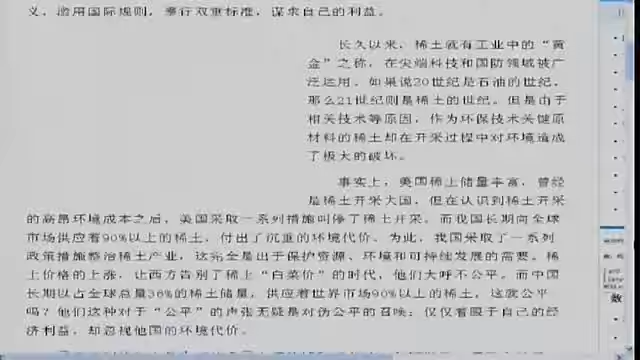 义，滥用国际规则，奉行双重标准，谋求自己的利益。
长久以来，稀土就有工业中的“黄
金”之称，在尖端科技和国防领域被广
泛运用。如果说20世纪是石油的世纪，
那么21世纪则是稀土的世纪。但是由于
相关技术等原因，作为环保技术关键原
材料的稀土却在开采过程中对环境造成
了极大的破坏。
事实上，美国稀土储量丰富，曾经
是稀土开采大国，但在认识到稀土开采
的高昂环境成本之后，美国采取一系列措施叫停了稀土开采。而我国长期向全球
市场供应着90%以上的稀土，付出了沉重的环境代价。为此，我国采取了一系列
政策措施整治稀土产业，这完全是出于保护资源、环境和可持续发展的需要。稀
土价格的上涨，让西方告别了稀土“白菜价”的时代，他们大呼不公平。而中国
长期以占全球总量36%的稀土储量，供应着世界市场90%以上的稀土，这就公平
吗？他们这种对于“公平”的声张无疑是对伪公平的召唤：仅仅着眼于自己的经
济利益，却忽视他国的环境代价。